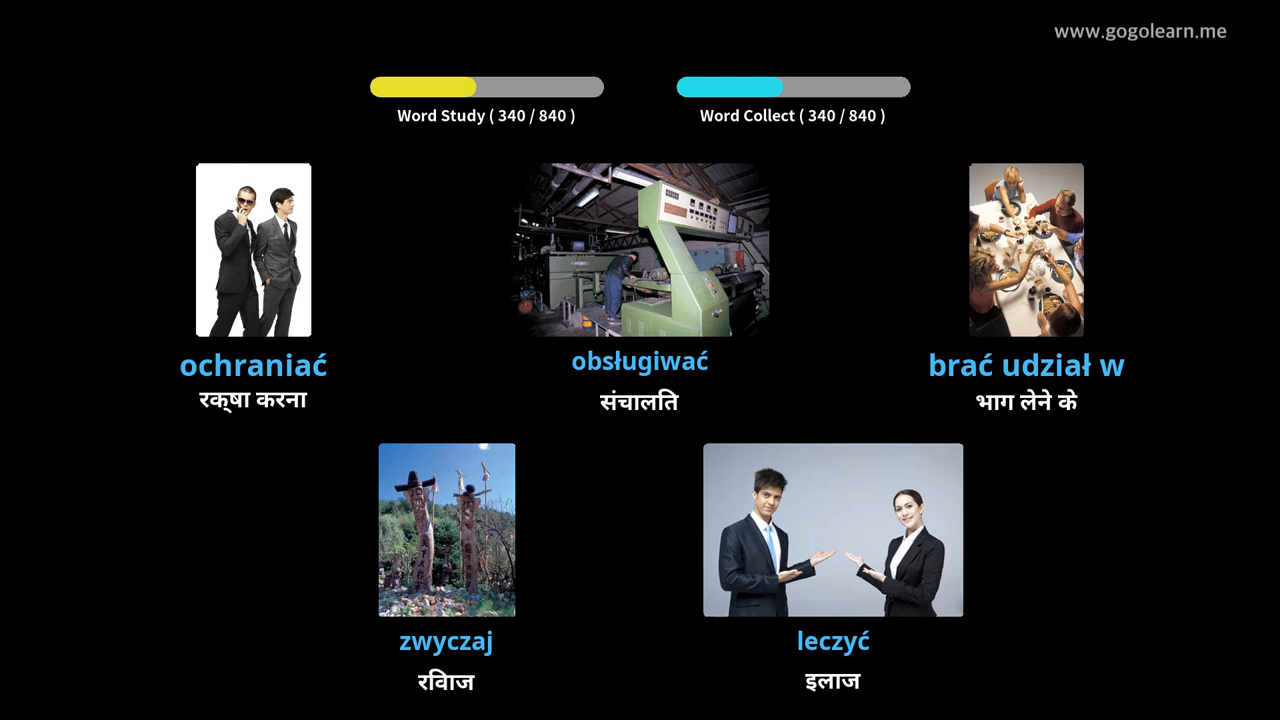 www.gogolearn.me
Word Study ( 340 / 840 )
Word Collect ( 340 / 840 )
ochraniać
रक्षा करना
obsługiwać
संचालति
brać udział w
भाग लेने के
zwyczaj
रविाज
leczyć
इलाज